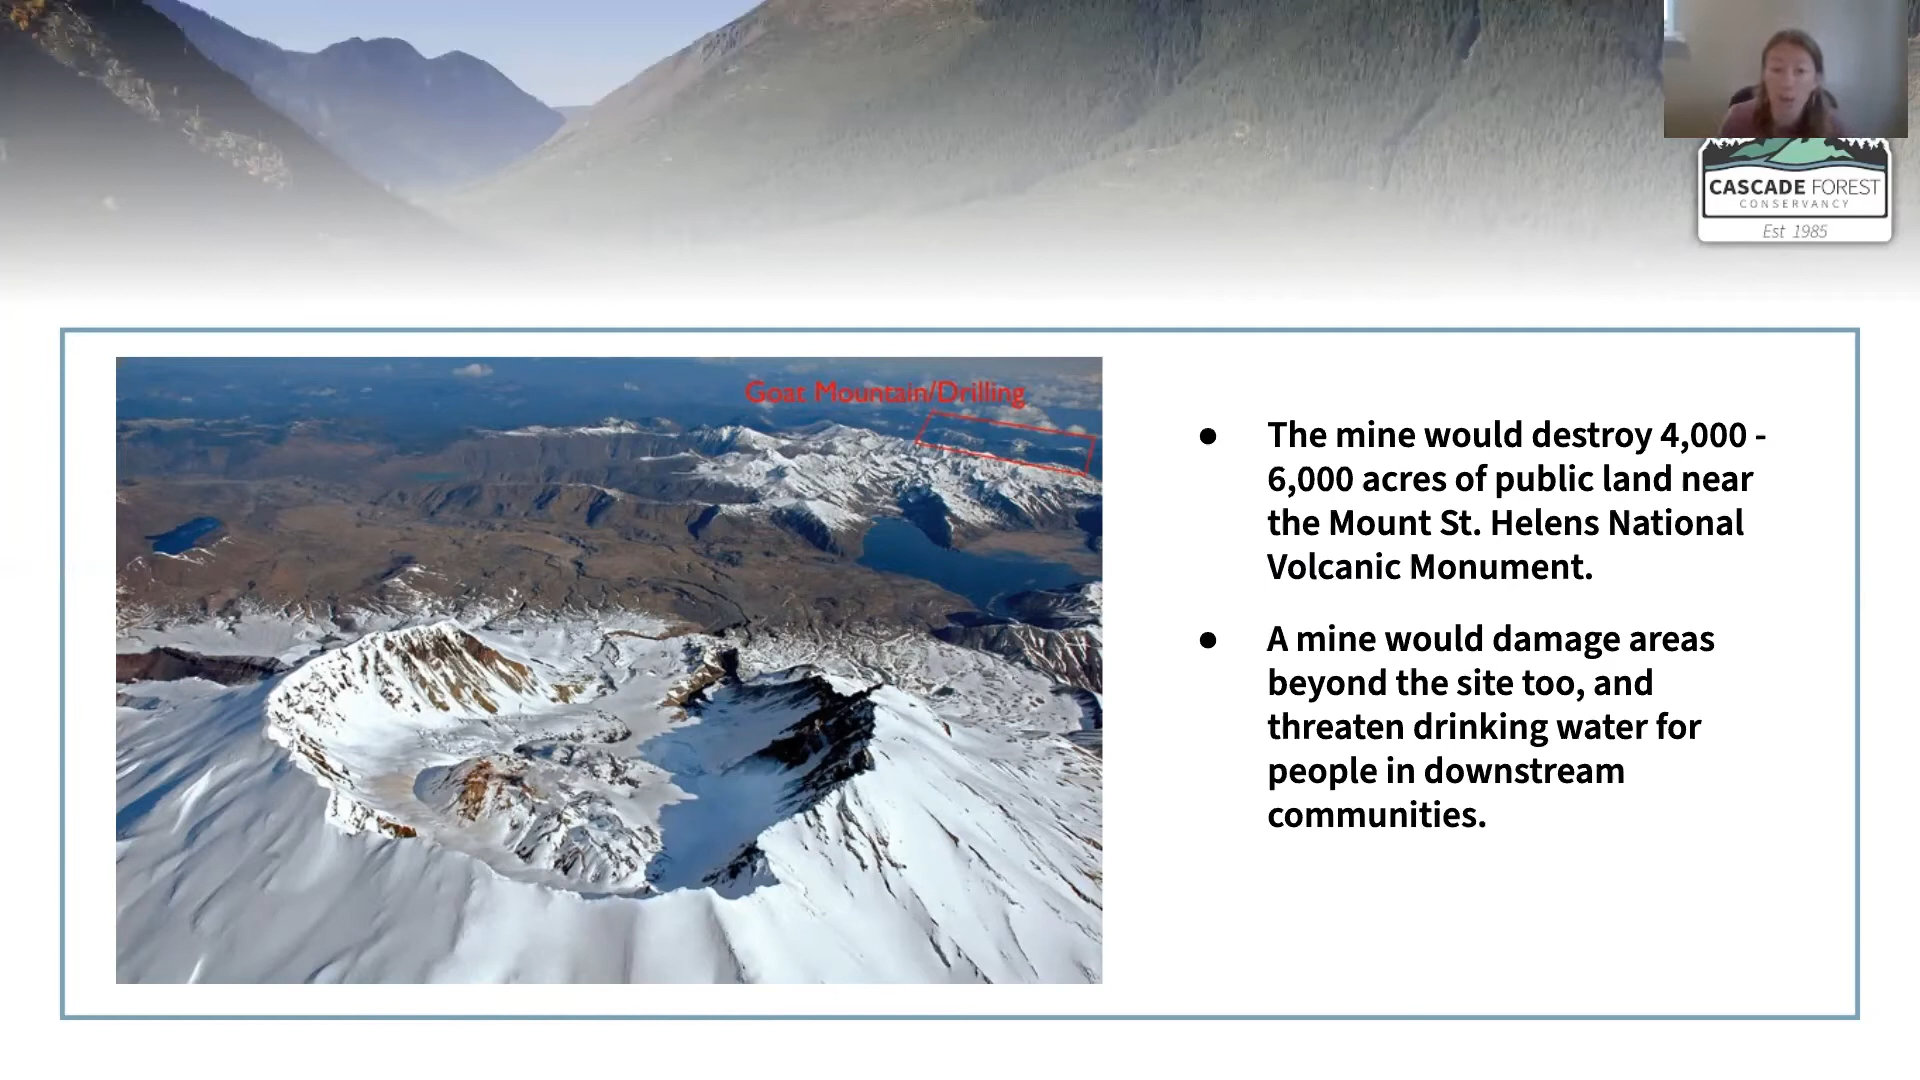 CASCADE FOREST
CONSERVANCY
Est 1985
Goat Mountain/Drilling
● The mine would destroy 4,000 -
6,000 acres of public land near
the Mount St. Helens National
Volcanic Monument.
● A mine would damage areas
beyond the site too, and
threaten drinking water for
people in downstream
communities.